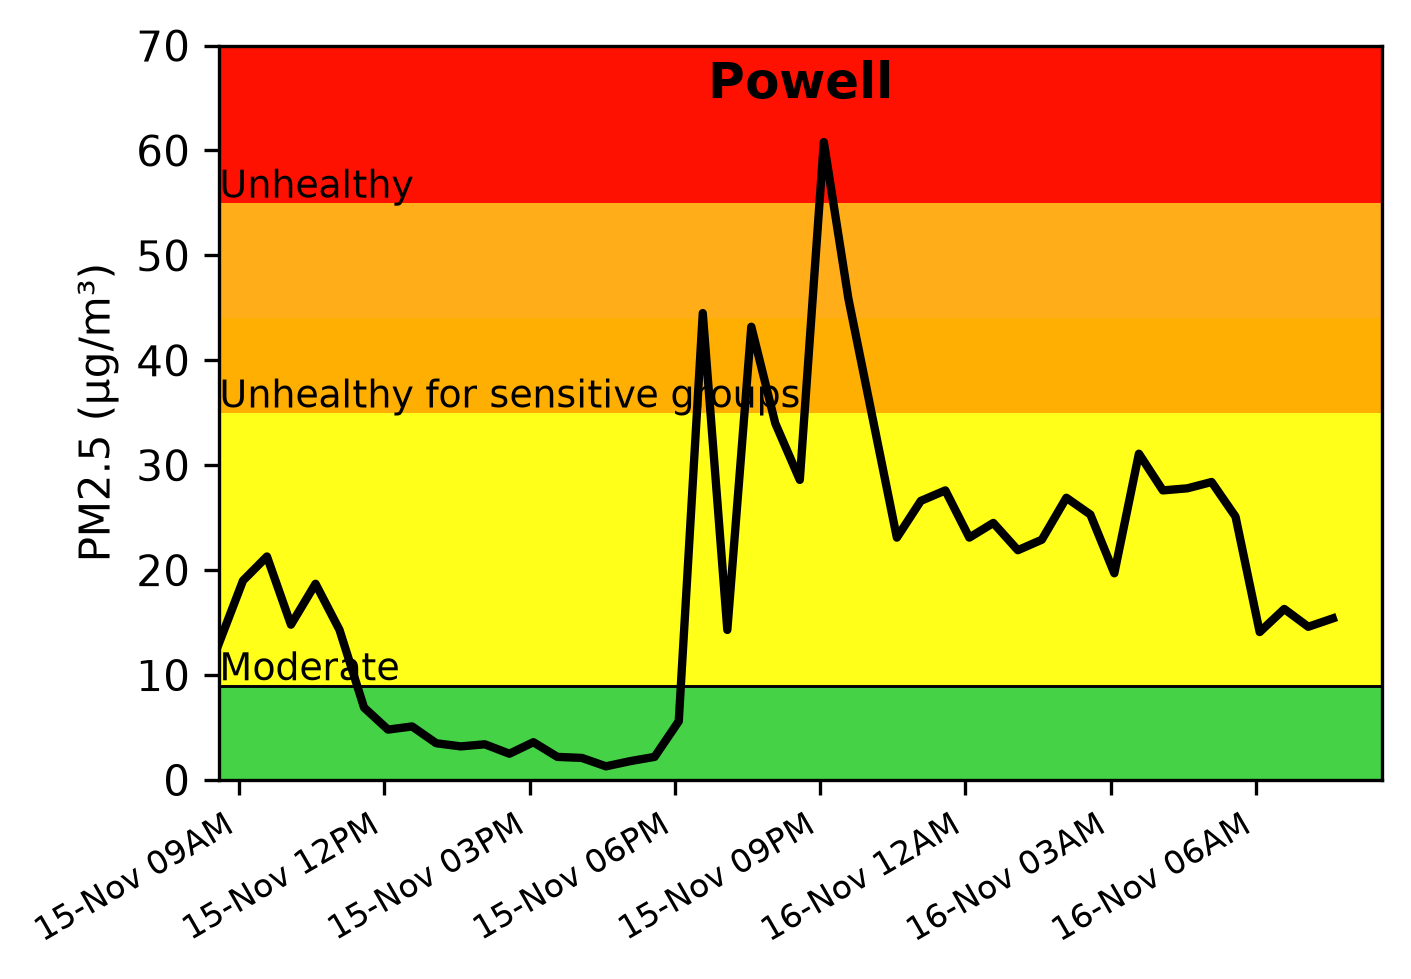 Powell
70
60
Unhealthy
50
40
Unhealthy for sensitive groups
30
20
10
Moderate
0
PM2.5 (µg/m³)
15-Nov 09AM
15-Nov 12PM
15-Nov 03PM
15-Nov 06PM
15-Nov 09PM
16-Nov 12AM
16-Nov 03AM
16-Nov 06AM